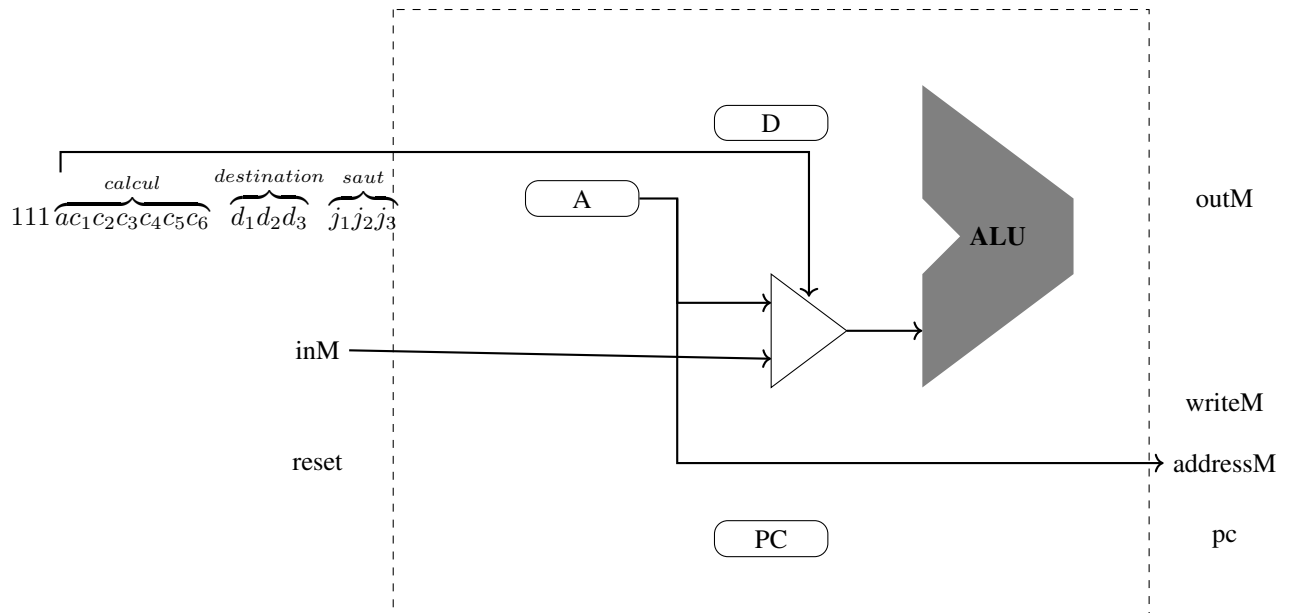 D
calcul destination saut
A
111 ac₁c₂c₃c₄c₅c₆ d₁d₂d₃ j₁j₂j₃
outM
ALU
inM
writeM
reset
addressM
PC
pc